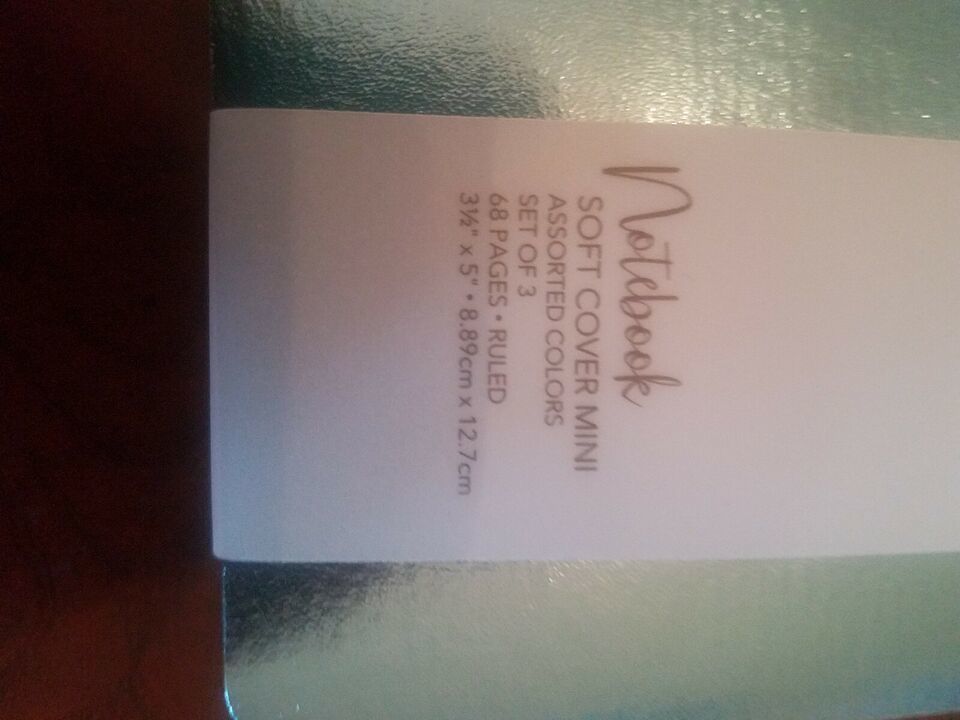 Notebook
SOFT COVER MINI
ASSORTED COLORS
SET OF 3
68 PAGES • RULED
3½" x 5" • 8.89cm x 12.7cm